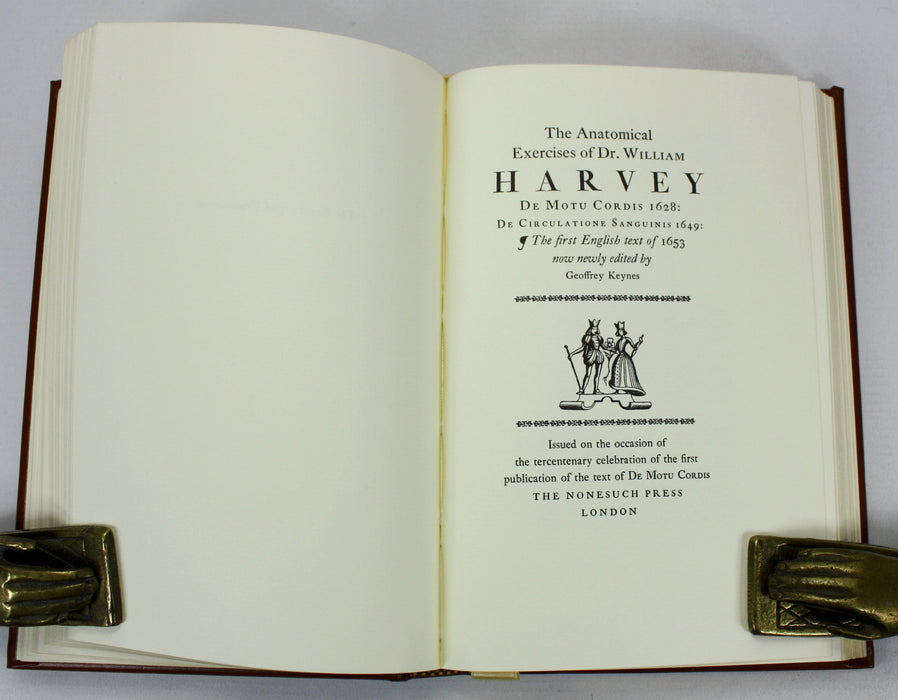 The Anatomical
Exercises of Dr. WILLIAM
HARVEY
DE MOTU CORDIS 1628:
DE CIRCULATIONE SANGUINIS 1649:
¶ The first English text of 1653
now newly edited by
Geoffrey Keynes
Issued on the occasion of
the tercentenary celebration of the first
publication of the text of DE MOTU CORDIS
THE NONESUCH PRESS
LONDON